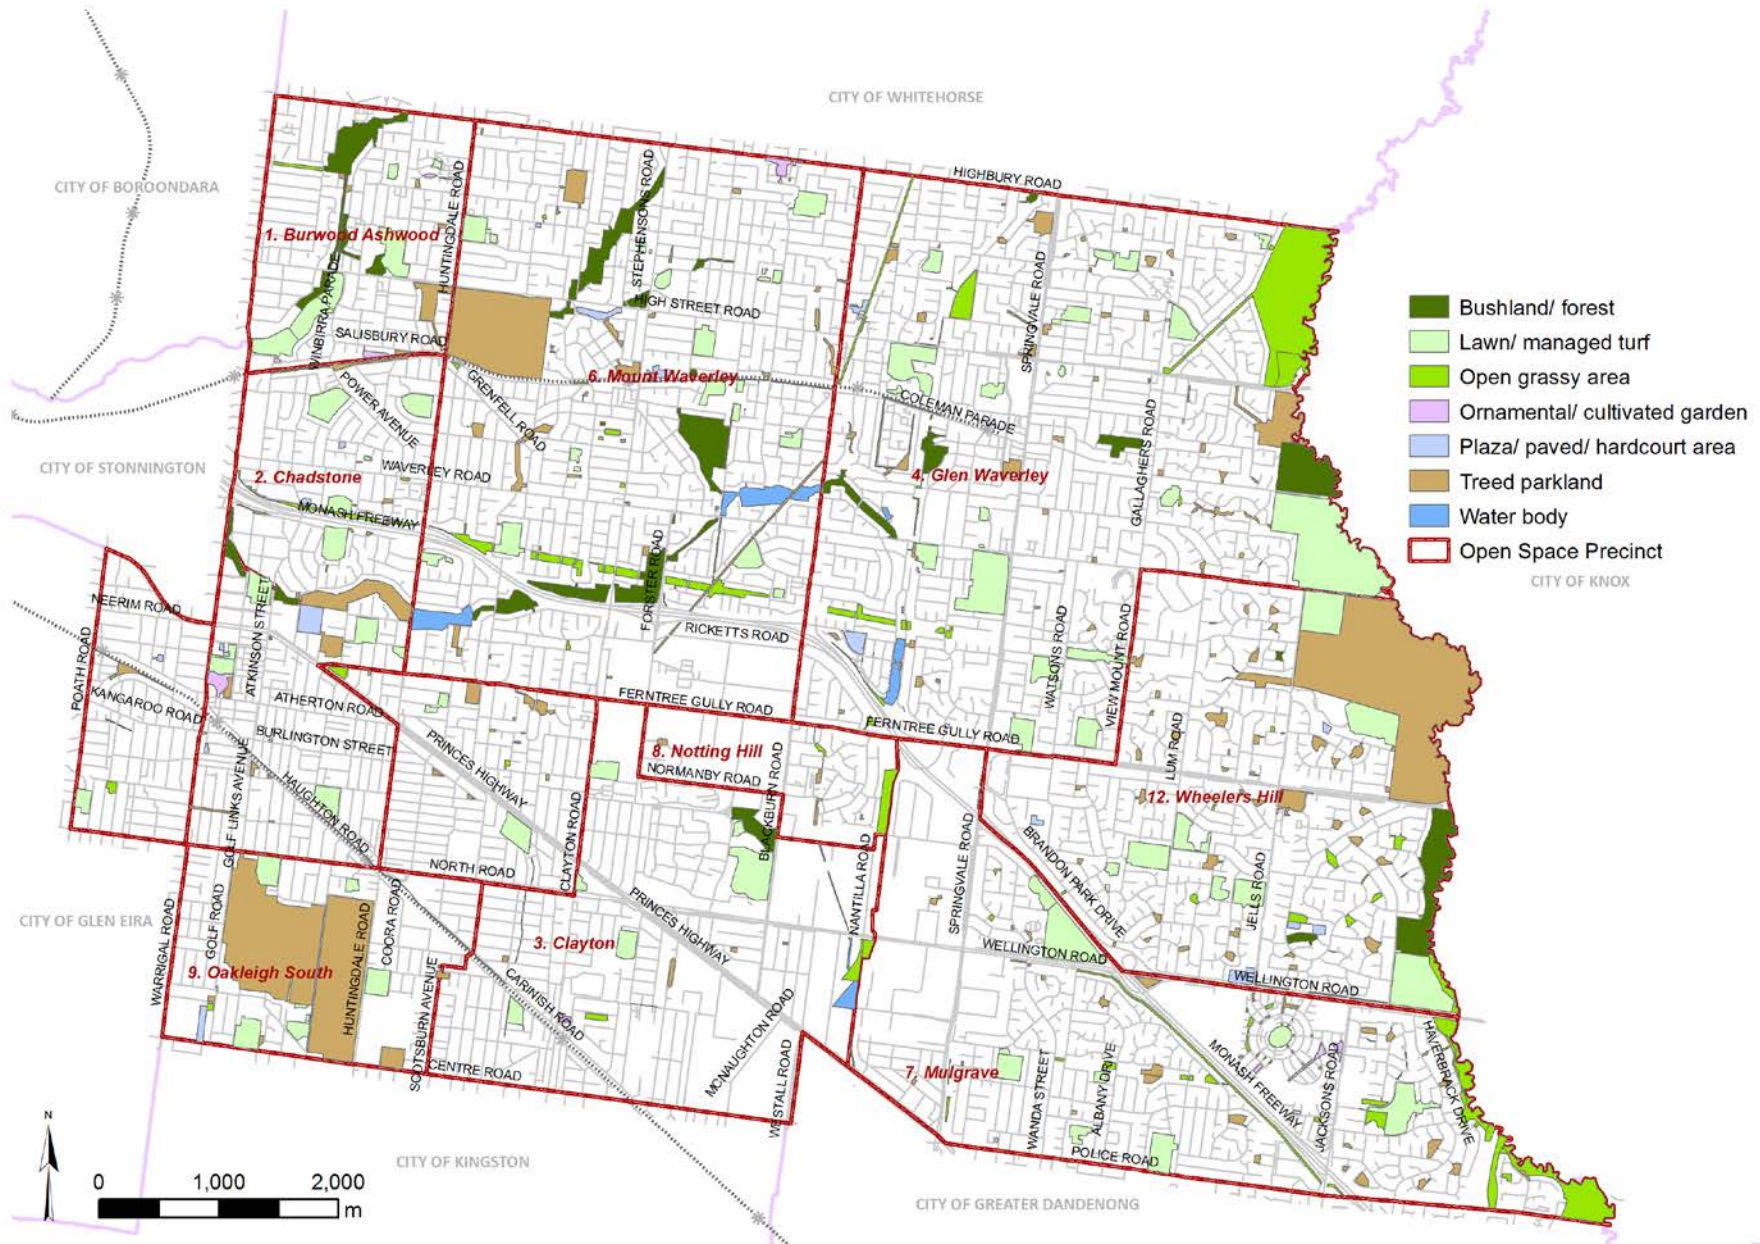 CITY OF WHITEHORSE
CITY OF BOROONDARA
HIGHBURY ROAD
STEPHENSONS ROAD
HUNTINGDALE ROAD
1. Burwood Ashwood
WINBIRRA PARADE
HIGH STREET ROAD
SALISBURY ROAD
SPRINGVALE ROAD
6. Mount Waverley
POWER AVENUE
GRENFELL ROAD
COLEMAN PARADE
GALLAGHERS ROAD
CITY OF STONNINGTON
2. Chadstone
WAVERLEY ROAD
4. Glen Waverley
MONASH FREEWAY
Bushland/ forest
Lawn/ managed turf
Open grassy area
Ornamental/ cultivated garden
Plaza/ paved/ hardcourt area
Treed parkland
Water body
Open Space Precinct
CITY OF KNOX
FORSTER ROAD
NEERIM ROAD
ATKINSON STREET
POATH ROAD
RICKETTS ROAD
WATSONS ROAD
VIEW MOUNT ROAD
KANGAROO ROAD
ATHERTON ROAD
FERNTREE GULLY ROAD
FERNTREE GULLY ROAD
BURLINGTON STREET
PRINCES HIGHWAY
8. Notting Hill
NORMANBY ROAD
BLACKBURN ROAD
LUM ROAD
GOLF LINKS AVENUE
HAUGHTON ROAD
CLAYTON ROAD
12. Wheelers Hill
BRANDON PARK DRIVE
SPRINGVALE ROAD
NORTH ROAD
NANTILLA ROAD
JELLS ROAD
CITY OF GLEN EIRA
WARRIGAL ROAD
GOLF ROAD
HUNTINGDALE ROAD
COORA ROAD
PRINCES HIGHWAY
3. Clayton
WELLINGTON ROAD
WELLINGTON ROAD
9. Oakleigh South
SCOTSBURN AVENUE
CARINISH ROAD
MCNAUGHTON ROAD
WESTALL ROAD
CENTRE ROAD
7. Mulgrave
WANDA STREET
ALBANY DRIVE
MONASH FREEWAY
JACKSONS ROAD
HAVERBRACK DRIVE
POLICE ROAD
N
CITY OF KINGSTON
CITY OF GREATER DANDENONG
0 1,000 2,000
m